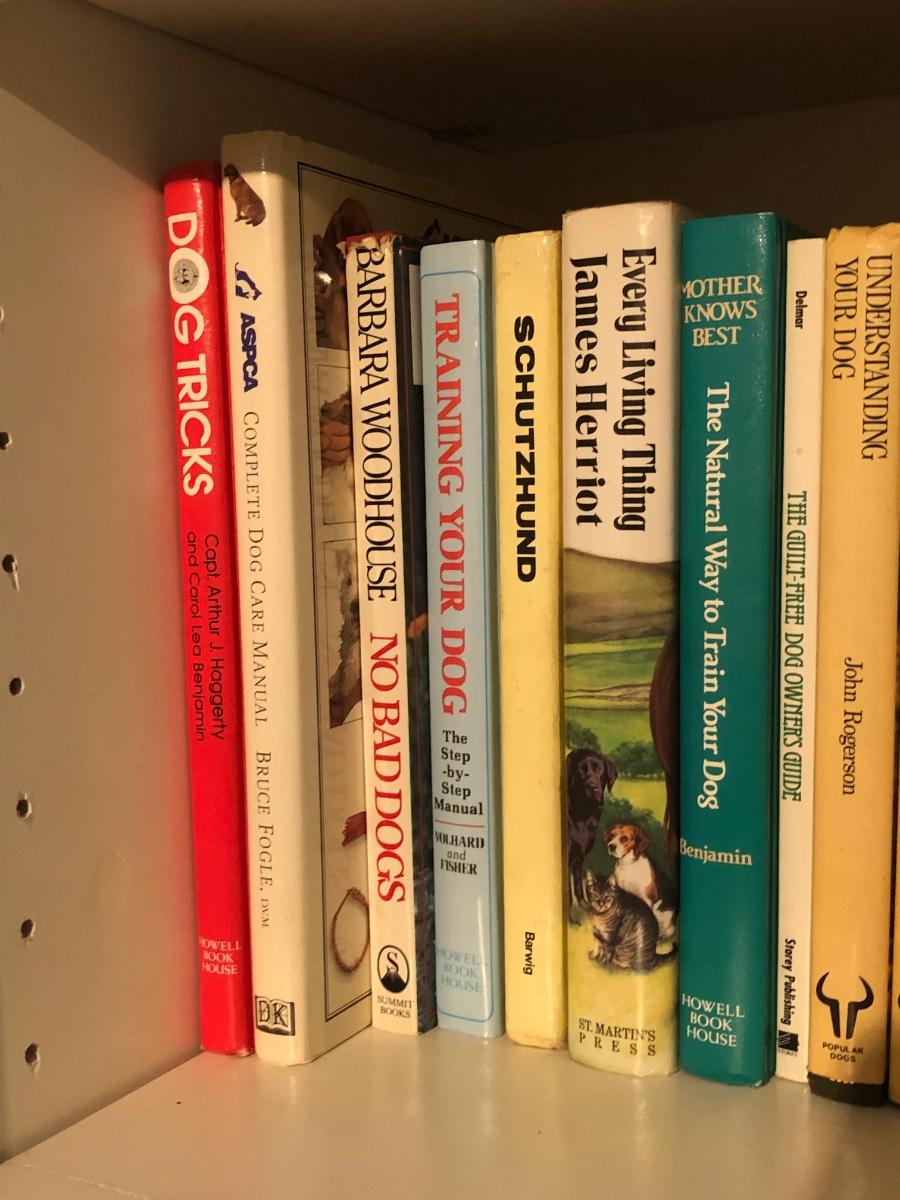 DOG TRICKS
Capt. Arthur J. Haggerty
and Carol Lea Benjamin
HOWELL
BOOK
HOUSE
ASPCA
COMPLETE DOG CARE MANUAL
BRUCE FOGLE, DVM
DK
BARBARA WOODHOUSE
NO BAD DOGS
SUMMIT
BOOKS
TRAINING YOUR DOG
The
Step
-by-
Step
Manual
VOLHARD
and
FISHER
HOWELL
BOOK
HOUSE
SCHUTZHUND
Barwig
Every Living Thing
James Herriot
ST. MARTIN'S
PRESS
MOTHER
KNOWS
BEST
The Natural Way to Train Your Dog
Benjamin
HOWELL
BOOK
HOUSE
Delmar
THE GUILT-FREE DOG OWNER'S GUIDE
Storey Publishing
UNDERSTANDING
YOUR DOG
John Rogerson
POPULAR
DOGS